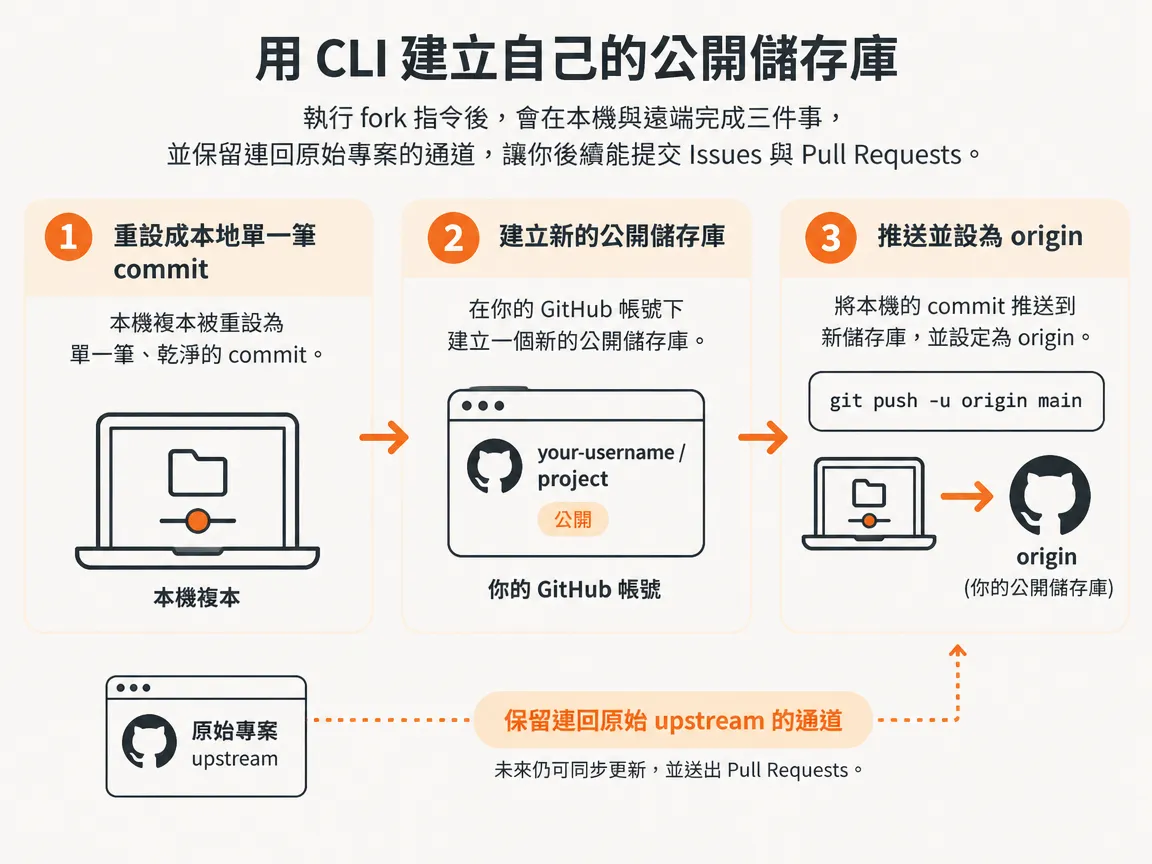 用 CLI 建立自己的公開儲存庫
執行 fork 指令後，會在本機與遠端完成三件事，
並保留連回原始專案的通道，讓你後續能提交 Issues 與 Pull Requests。
1
重設成本地單一筆
commit
本機複本被重設為
單一筆、乾淨的 commit。
本機複本
2
建立新的公開儲存庫
在你的 GitHub 帳號下
建立一個新的公開儲存庫。
your-username /
project
公開
你的 GitHub 帳號
3
推送並設為 origin
將本機的 commit 推送到
新儲存庫，並設定為 origin。
git push -u origin main
origin
(你的公開儲存庫)
原始專案
upstream
保留連回原始 upstream 的通道
未來仍可同步更新，並送出 Pull Requests。